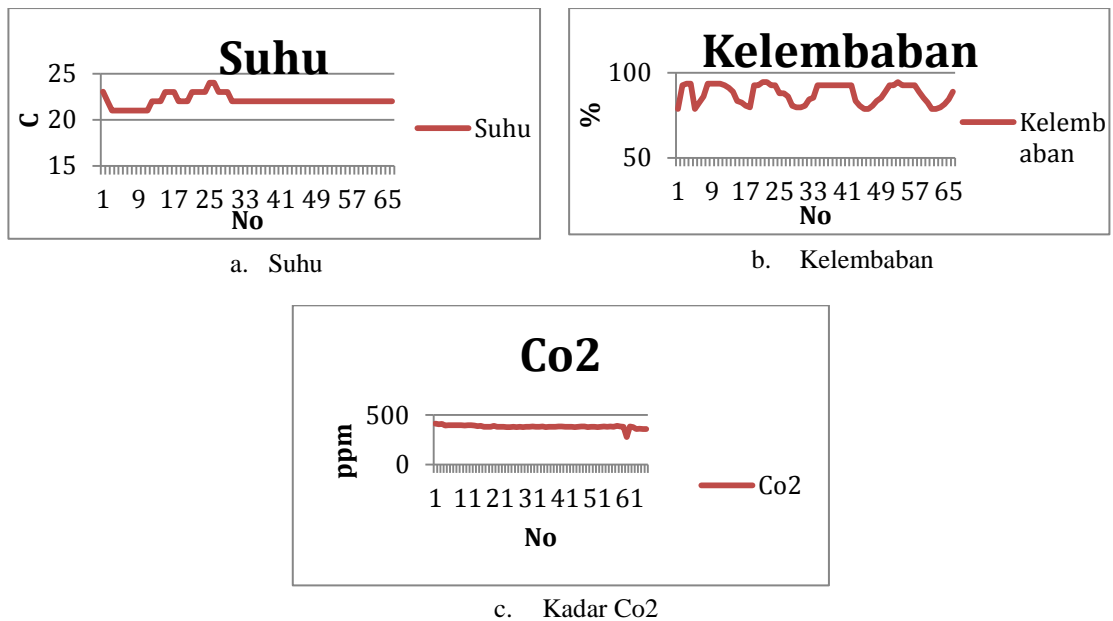 Suhu
25
20
15
C
1 9 17 25 33 41 49 57 65
No
Suhu
a. Suhu
Kelembaban
100
50
%
1 9 17 25 33 41 49 57 65
No
Kelemb
aban
b. Kelembaban
Co2
500
0
ppm
1 11 21 31 41 51 61
No
Co2
c. Kadar Co2